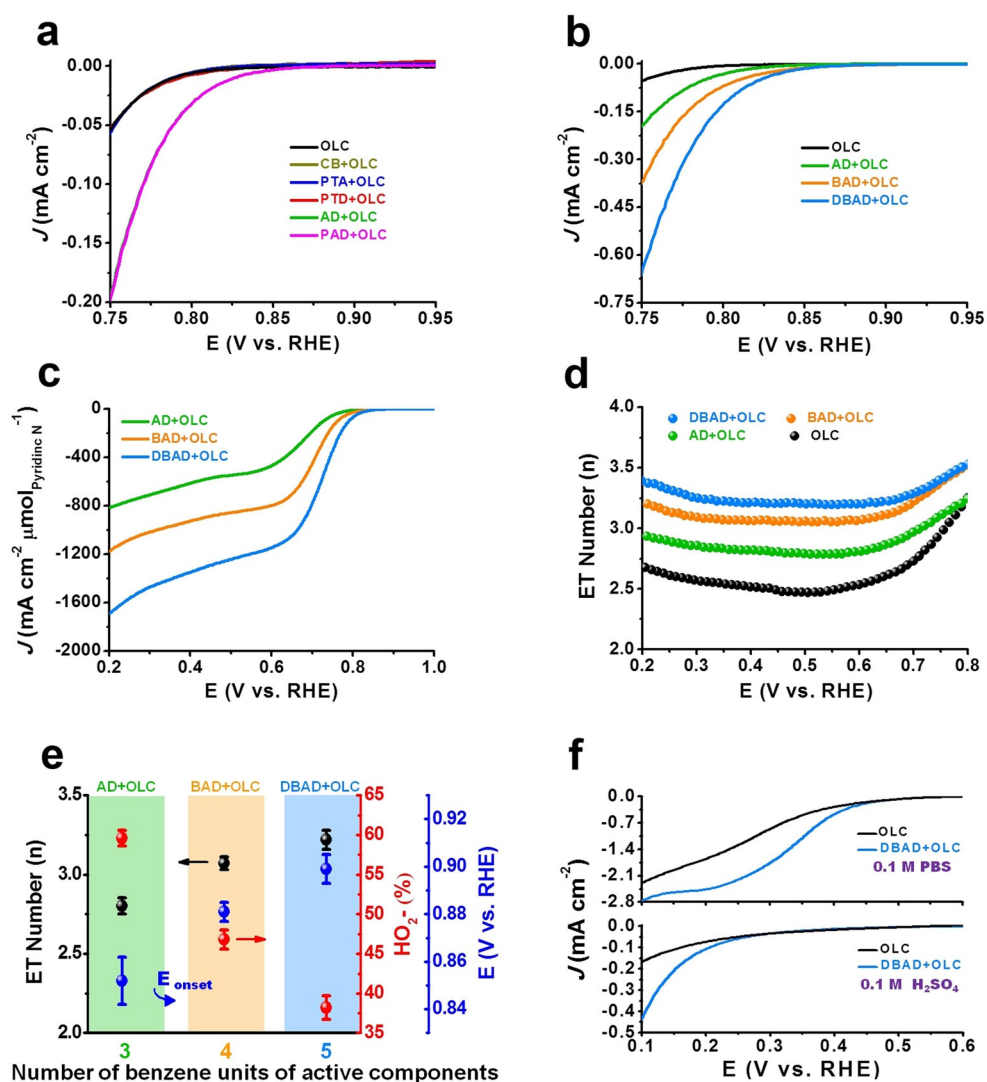 a
0.00
-0.05
-0.10
-0.15
-0.20
J (mA cm-2)
OLC
CB+OLC
PTA+OLC
PTD+OLC
AD+OLC
PAD+OLC
0.75 0.80 0.85 0.90 0.95
E (V vs. RHE)
b
0.00
-0.15
-0.30
-0.45
-0.60
-0.75
J (mA cm-2)
OLC
AD+OLC
BAD+OLC
DBAD+OLC
0.75 0.80 0.85 0.90 0.95
E (V vs. RHE)
c
0
-400
-800
-1200
-1600
-2000
J (mA cm-2 μmolPyridinc N-1)
AD+OLC
BAD+OLC
DBAD+OLC
0.2 0.4 0.6 0.8 1.0
E (V vs. RHE)
d
4.0
3.5
3.0
2.5
2.0
ET Number (n)
DBAD+OLC BAD+OLC
AD+OLC OLC
0.2 0.3 0.4 0.5 0.6 0.7 0.8
E (V vs. RHE)
e
AD+OLC BAD+OLC DBAD+OLC
3.5
3.0
2.5
2.0
ET Number (n)
Eonset
65
60
55
50
45
40
35
HO2- (%)
0.92
0.90
0.88
0.86
0.84
E (V vs. RHE)
3 4 5
Number of benzene units of active components
f
J (mA cm-2)
0.0
-0.7
-1.4
-2.1
-2.8
OLC
DBAD+OLC
0.1 M PBS
0.0
-0.1
-0.2
-0.3
-0.4
-0.5
OLC
DBAD+OLC
0.1 M H2SO4
0.1 0.2 0.3 0.4 0.5 0.6
E (V vs. RHE)